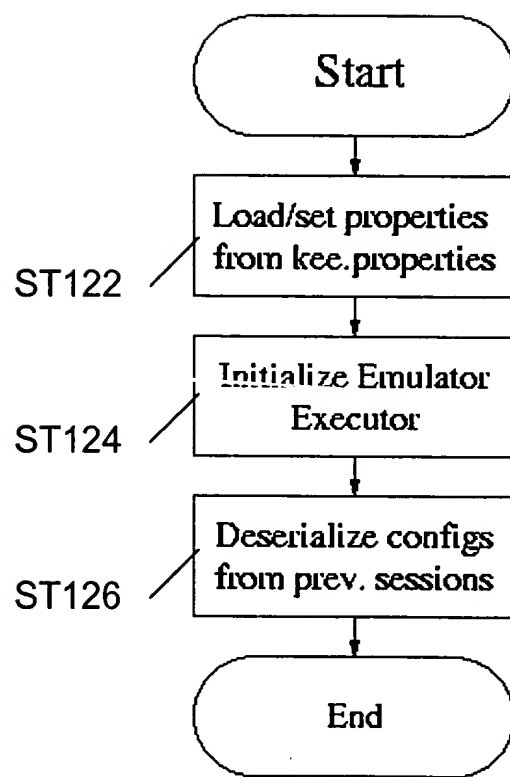 Start
Load/set properties
from kee.properties
ST122
Initialize Emulator
Executor
ST124
Deserialize configs
from prev. sessions
ST126
End